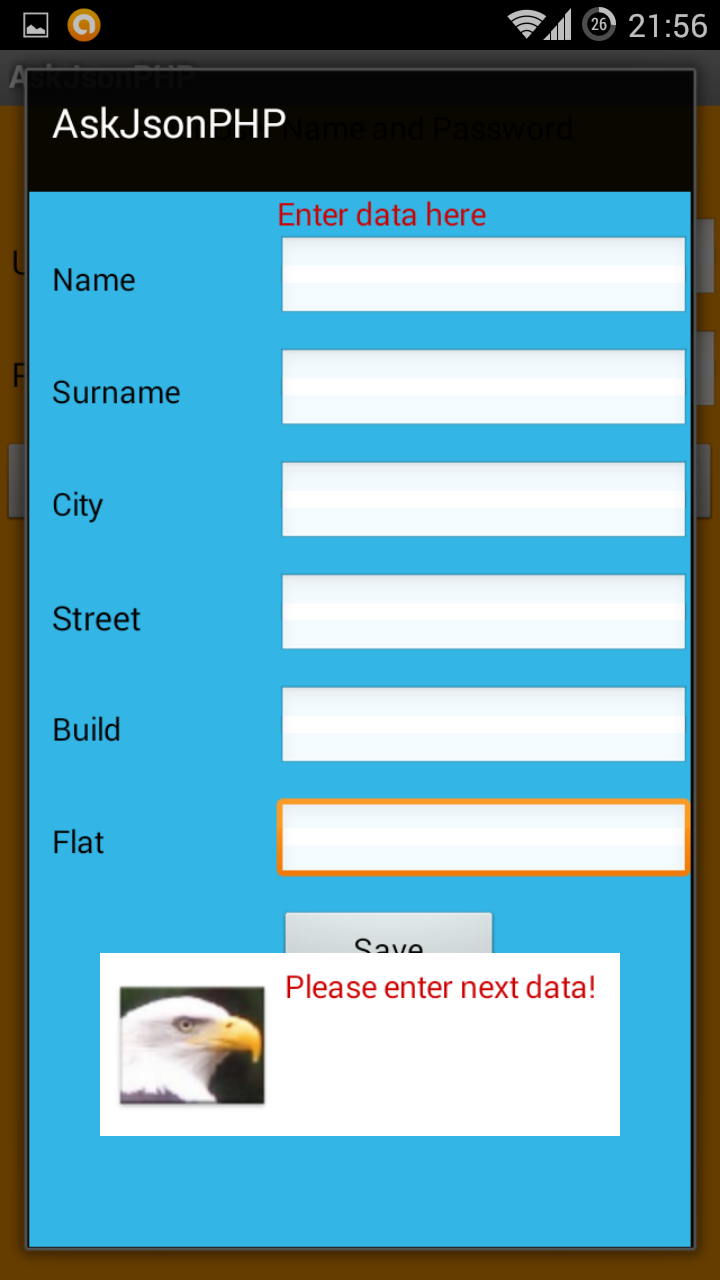 26 21:56
AskJsonPHP
Name and Password
AskJsonPHP
Enter data here
Name
Surname
City
Street
Build
Flat
Save
Please enter next data!